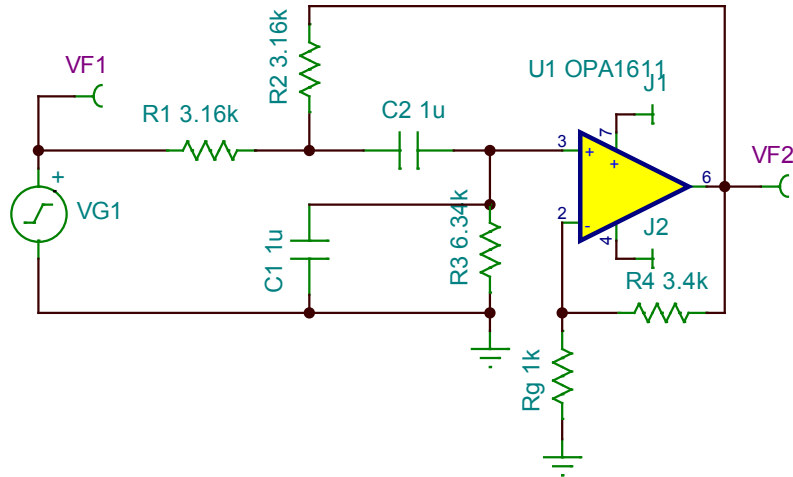 VF1
R1 3.16k
R2 3.16k
C2 1u
U1 OPA1611
J1
VF2
+
VG1
C1 1u
R3 6.34k
3
+
7
+
6
2
-
4
J2
R4 3.4k
Rg 1k